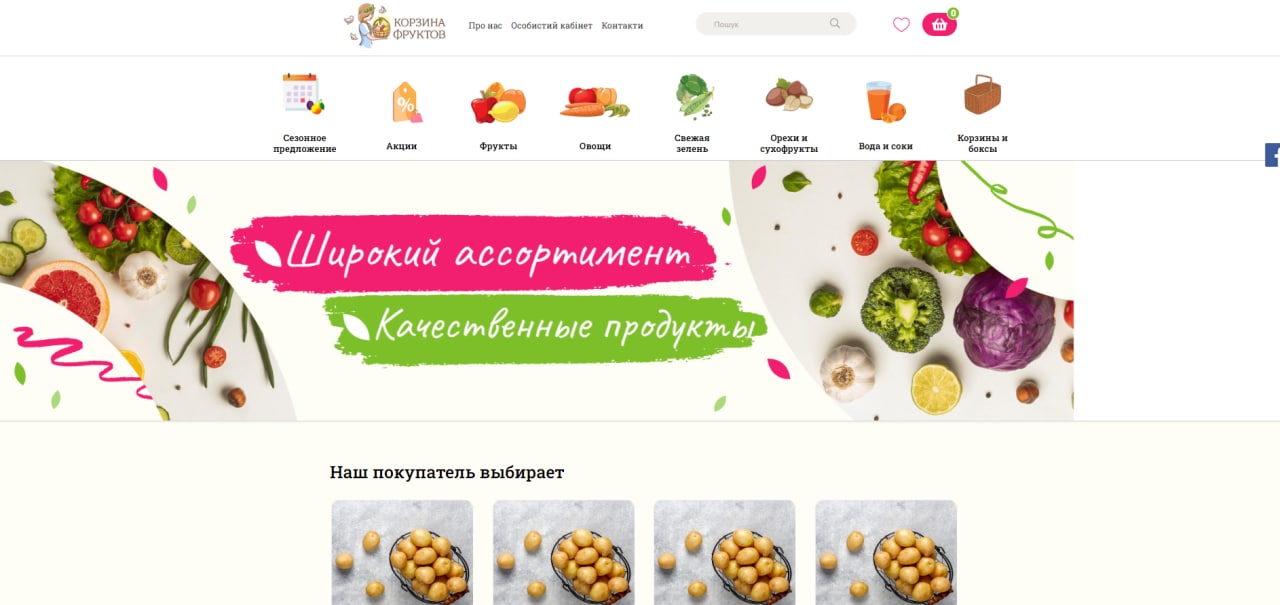 КОРЗИНА
ФРУКТОВ
Про нас Особистий кабінет Контакти
Пошук
0
Сезонное
предложение
Акции
Фрукты
Овощи
Свежая
зелень
Орехи и
сухофрукты
Вода и соки
Корзины и
боксы
%
Широкий ассортимент
Качественные продукты
Наш покупатель выбирает